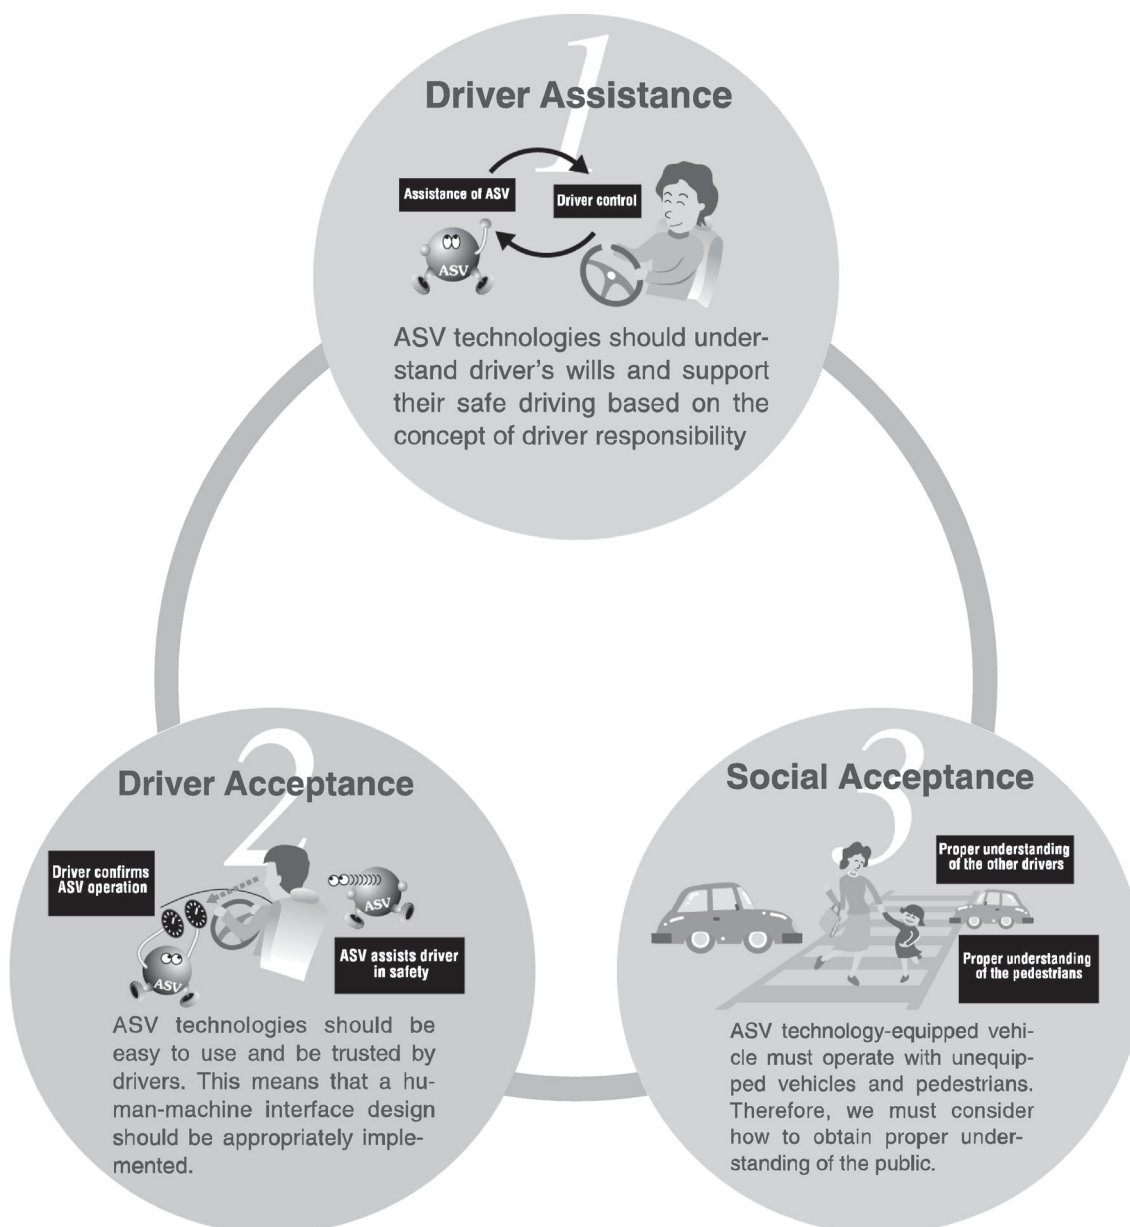 1
Driver Assistance
Assistance of ASV
Driver control
ASV
ASV technologies should under-
stand driver's wills and support
their safe driving based on the
concept of driver responsibility
2
Driver Acceptance
Driver confirms
ASV operation
ASV
ASV
ASV assists driver
in safety
ASV technologies should be
easy to use and be trusted by
drivers. This means that a hu-
man-machine interface design
should be appropriately imple-
mented.
3
Social Acceptance
Proper understanding
of the other drivers
Proper understanding
of the pedestrians
ASV technology-equipped vehi-
cle must operate with unequip-
ped vehicles and pedestrians.
Therefore, we must consider
how to obtain proper under-
standing of the public.